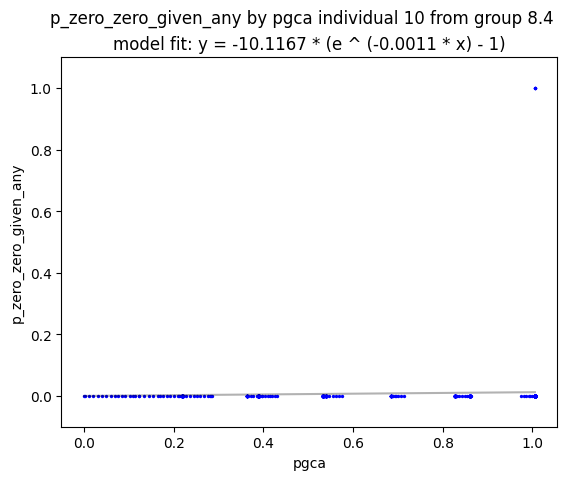 p_zero_zero_given_any by pgca individual 10 from group 8.4
model fit: y = -10.1167 * (e ^ (-0.0011 * x) - 1)
1.0
0.8
0.6
0.4
0.2
0.0
p_zero_zero_given_any
0.0 0.2 0.4 0.6 0.8 1.0
pgca